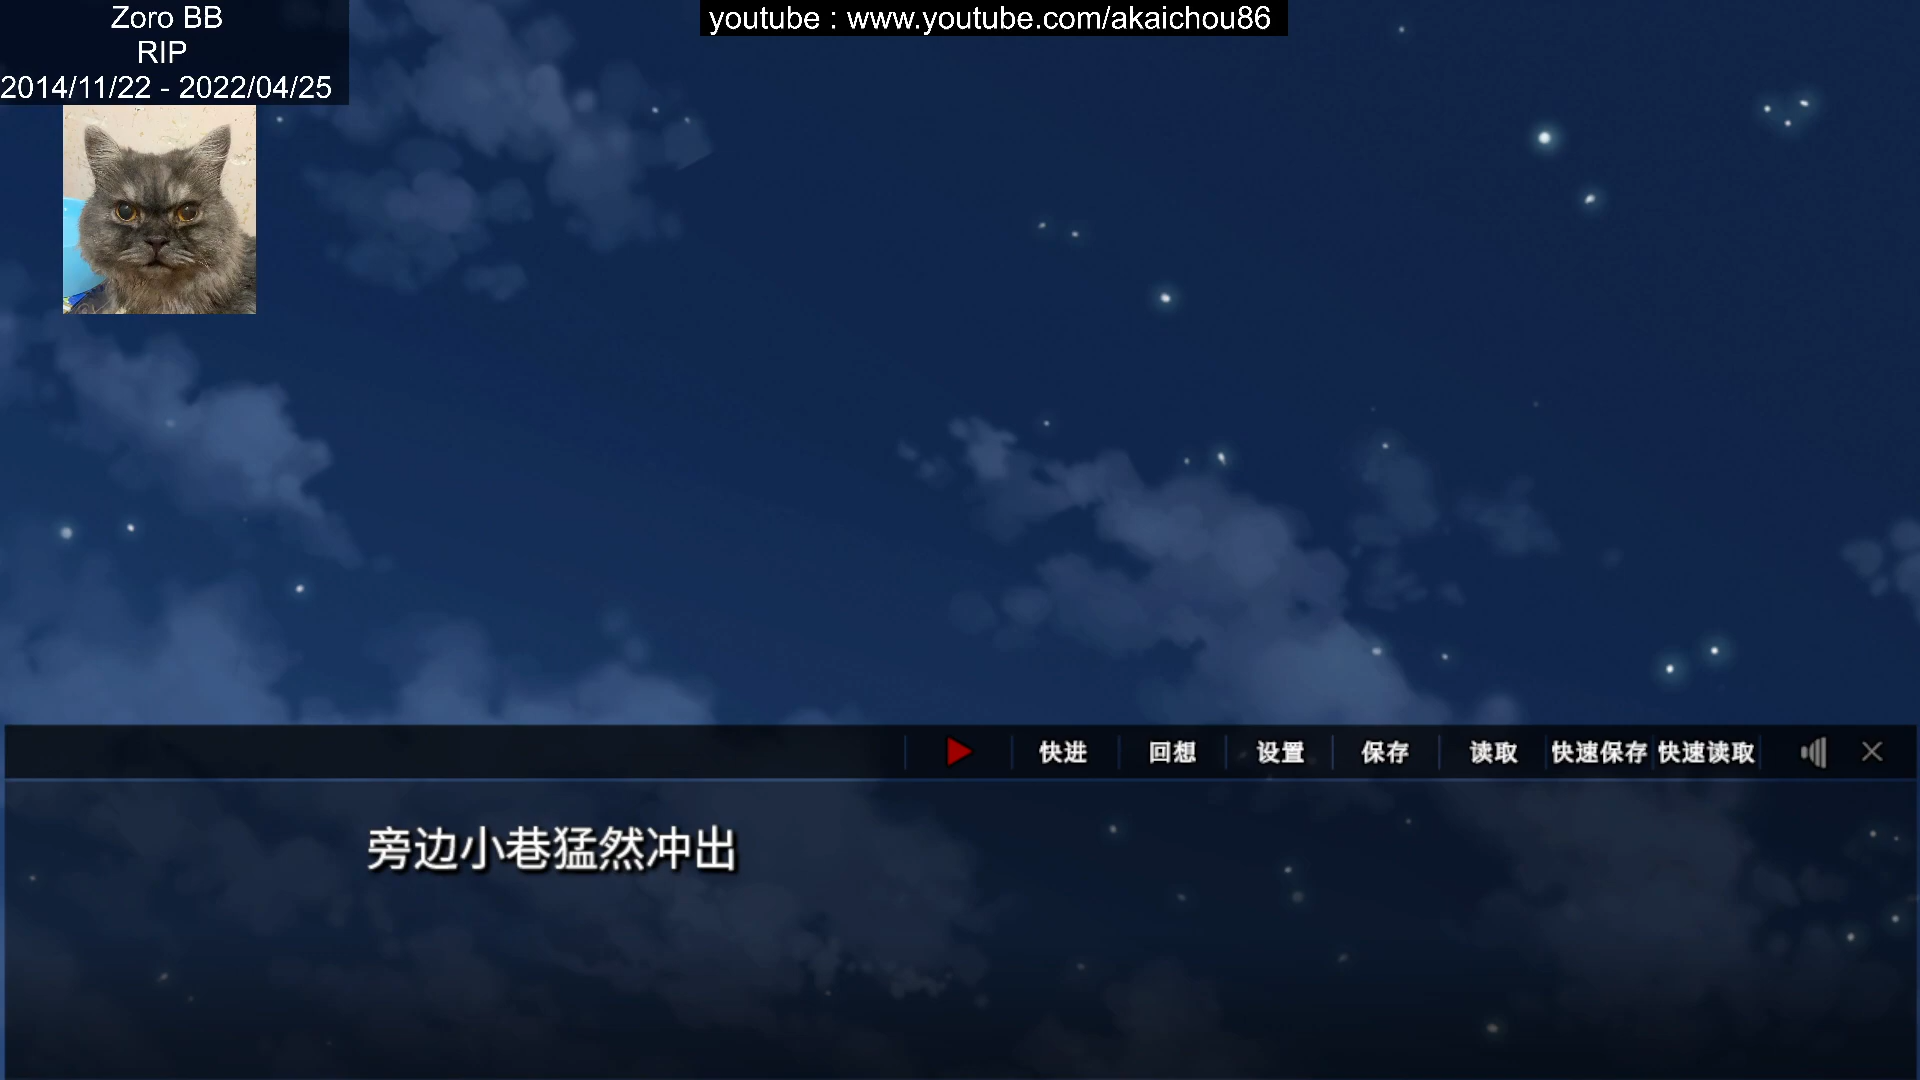 Zoro BB
RIP
2014/11/22 - 2022/04/25
youtube : www.youtube.com/akaichou86
快进 回想 设置 保存 读取 快速保存 快速读取
旁边小巷猛然冲出